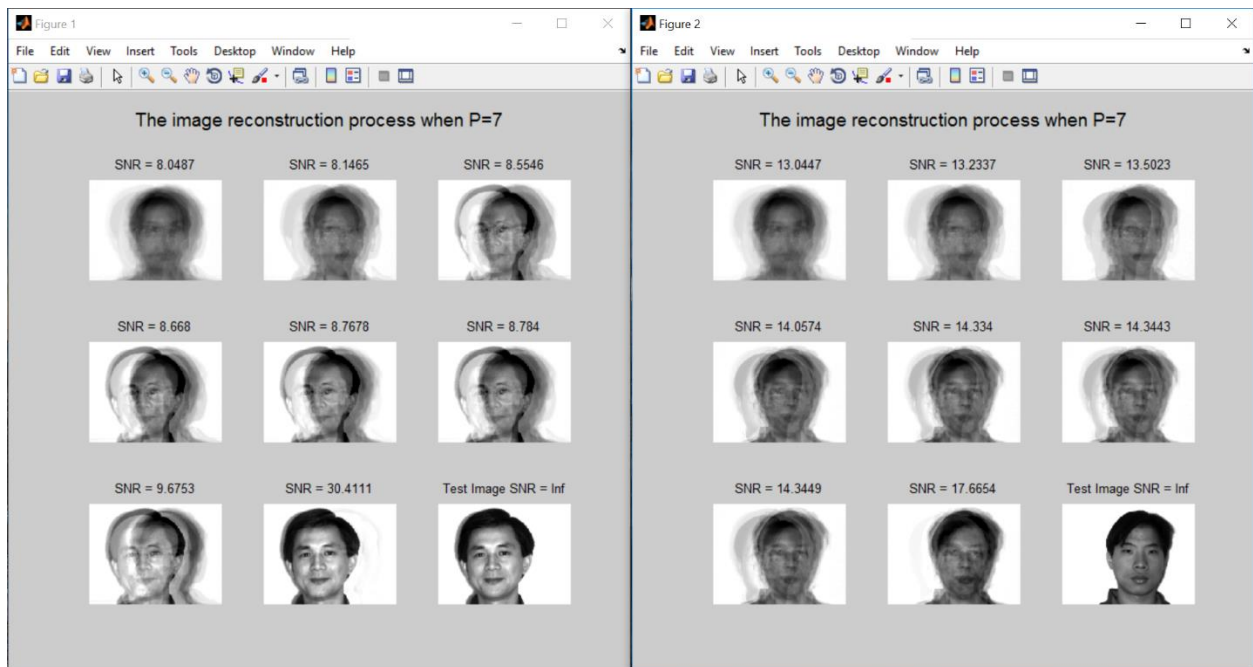 Figure 1
File Edit View Insert Tools Desktop Window Help
The image reconstruction process when P=7
SNR = 8.0487 SNR = 8.1465 SNR = 8.5546
SNR = 8.668 SNR = 8.7678 SNR = 8.784
SNR = 9.6753 SNR = 30.4111 Test Image SNR = Inf
Figure 2
File Edit View Insert Tools Desktop Window Help
The image reconstruction process when P=7
SNR = 13.0447 SNR = 13.2337 SNR = 13.5023
SNR = 14.0574 SNR = 14.334 SNR = 14.3443
SNR = 14.3449 SNR = 17.6654 Test Image SNR = Inf